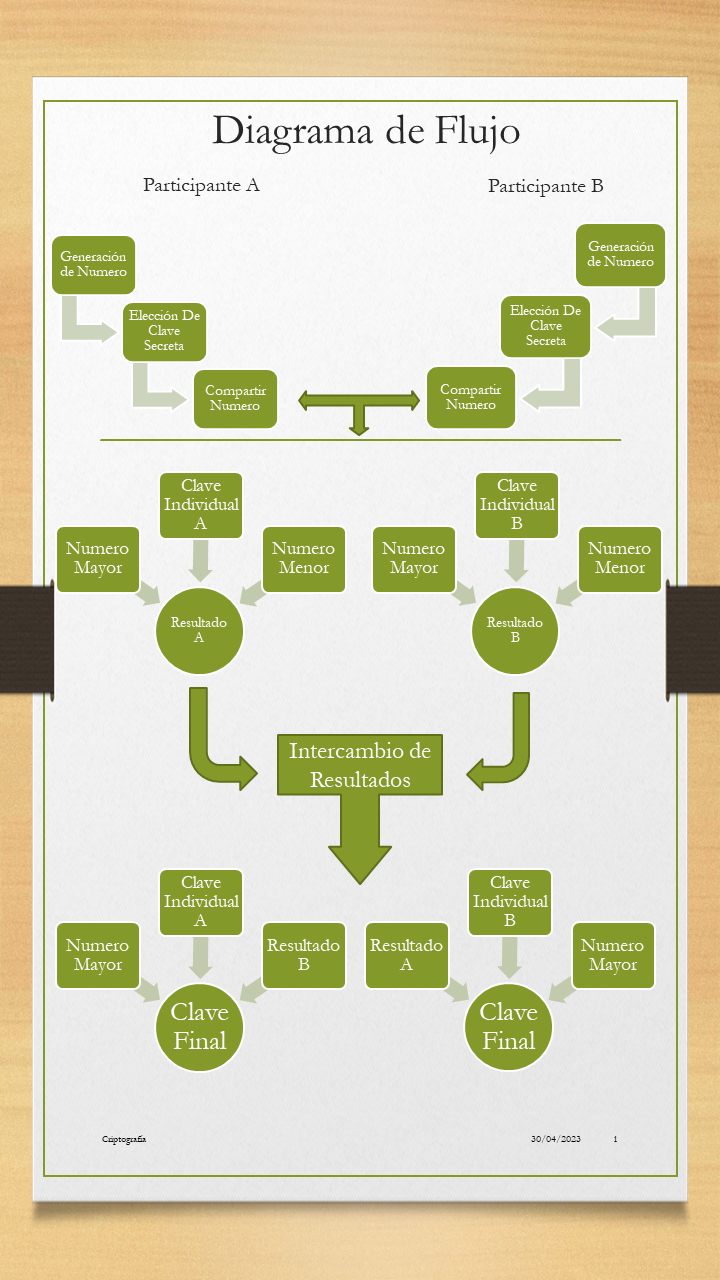 Diagrama de Flujo
Participante A
Participante B
Generación
de Numero
Generación
de Numero
Elección De
Clave
Secreta
Elección De
Clave
Secreta
Compartir
Numero
Compartir
Numero
Clave
Individual
A
Numero
Mayor
Numero
Menor
Resultado
A
Clave
Individual
B
Numero
Mayor
Numero
Menor
Resultado
B
Intercambio de
Resultados
Clave
Individual
A
Numero
Mayor
Resultado
B
Clave
Final
Clave
Individual
B
Resultado
A
Numero
Mayor
Clave
Final
Criptografía
30/04/2023
1